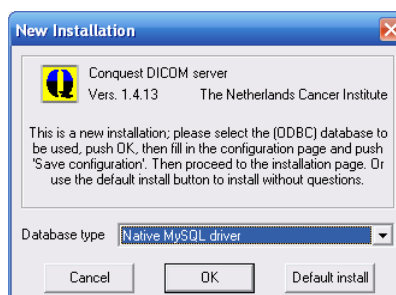 New Installation
Conquest DICOM server
Vers. 1.4.13 The Netherlands Cancer Institute
This is a new installation; please select the (ODBC) database to
be used, push OK, then fill in the configuration page and push
'Save configuration'. Then proceed to the installation page. Or
use the default install button to install without questions.
Database type Native MySQL driver
Cancel OK Default install